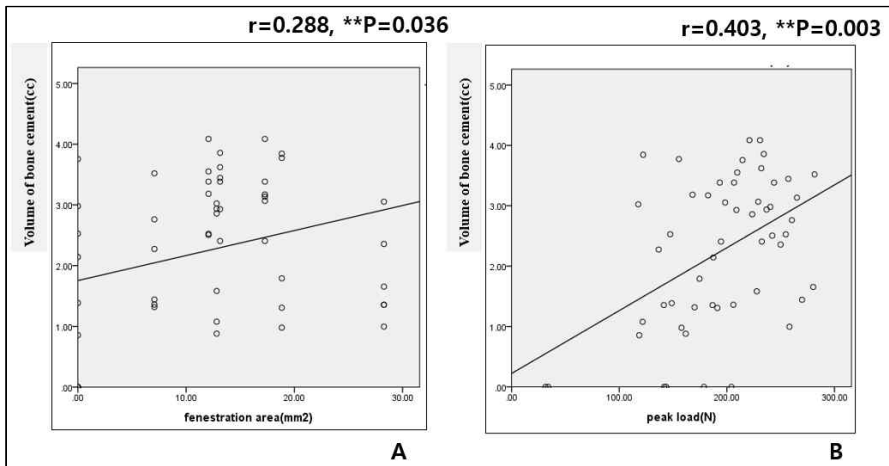 r=0.288, **P=0.036
Volume of bone cement(cc)
5.00
4.00
3.00
2.00
1.00
.00
.00 10.00 20.00 30.00
fenestration area(mm2)
A
r=0.403, **P=0.003
Volume of bone cement(cc)
5.00
4.00
3.00
2.00
1.00
.00
.00 100.00 200.00 300.00
peak load(N)
B